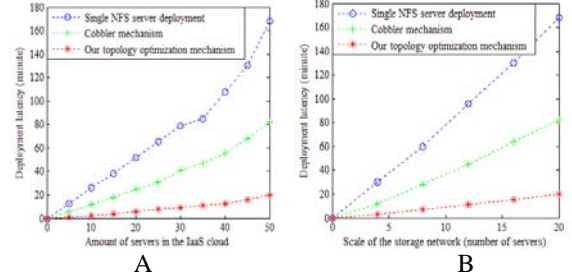 180
160
140
120
100
80
60
40
20
0
Deployment latency (minute)
Single NFS server deployment
Cobbler mechanism
Our topology optimization mechanism
0 10 20 30 40 50
Amount of servers in the IaaS cloud
A
180
160
140
120
100
80
60
40
20
0
Deployment latency (minute)
Single NFS server deployment
Cobbler mechanism
Our topology optimization mechanism
0 5 10 15 20
Scale of the storage network (number of servers)
B